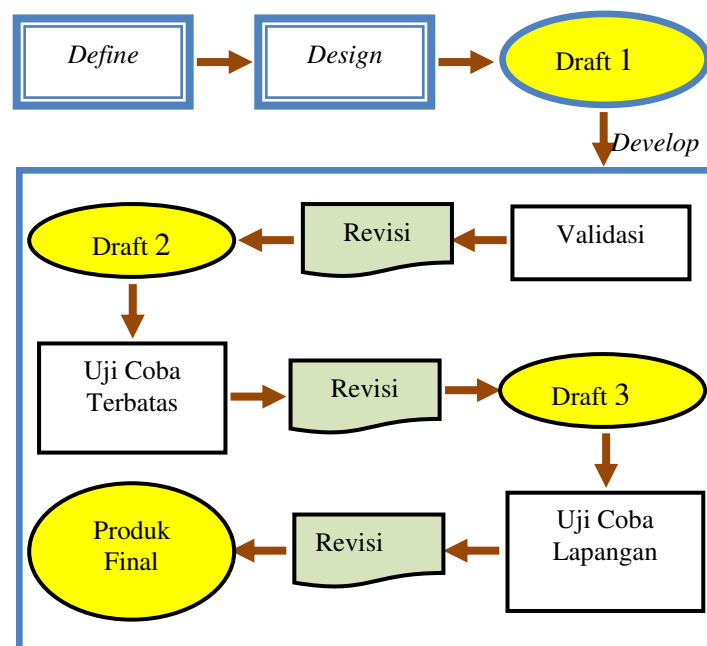 Define
Design
Draft 1
Develop
Validasi
Revisi
Draft 2
Uji Coba
Terbatas
Revisi
Draft 3
Uji Coba
Lapangan
Revisi
Produk
Final